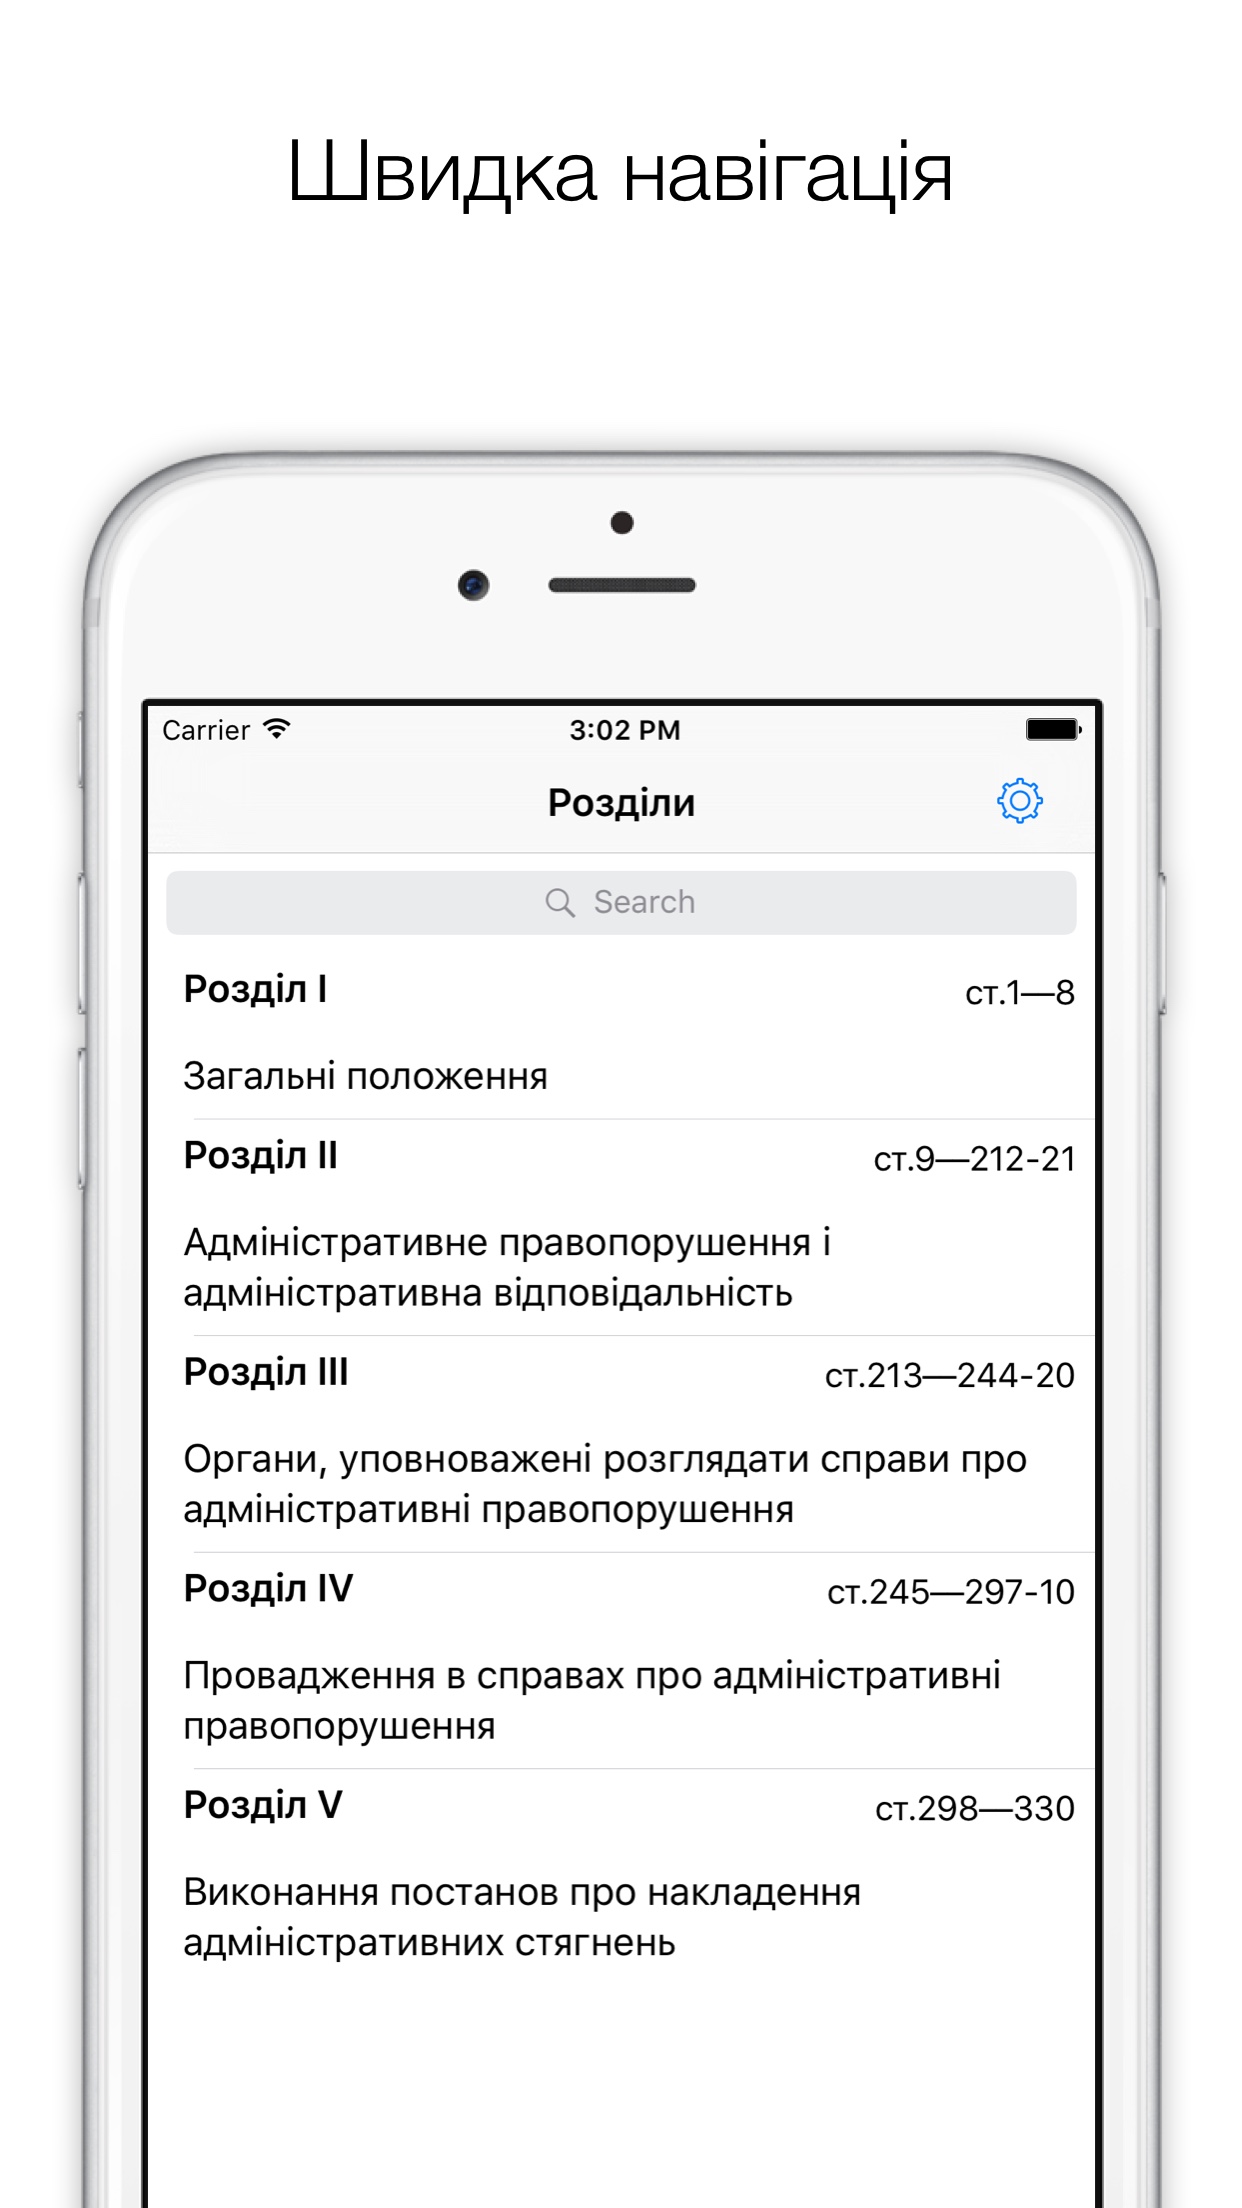 Швидка навігація
Carrier 3:02 PM
Розділи
Search
Розділ I ст.1—8
Загальні положення
Розділ II ст.9—212-21
Адміністративне правопорушення і
адміністративна відповідальність
Розділ III ст.213—244-20
Органи, уповноважені розглядати справи про
адміністративні правопорушення
Розділ IV ст.245—297-10
Провадження в справах про адміністративні
правопорушення
Розділ V ст.298—330
Виконання постанов про накладення
адміністративних стягнень